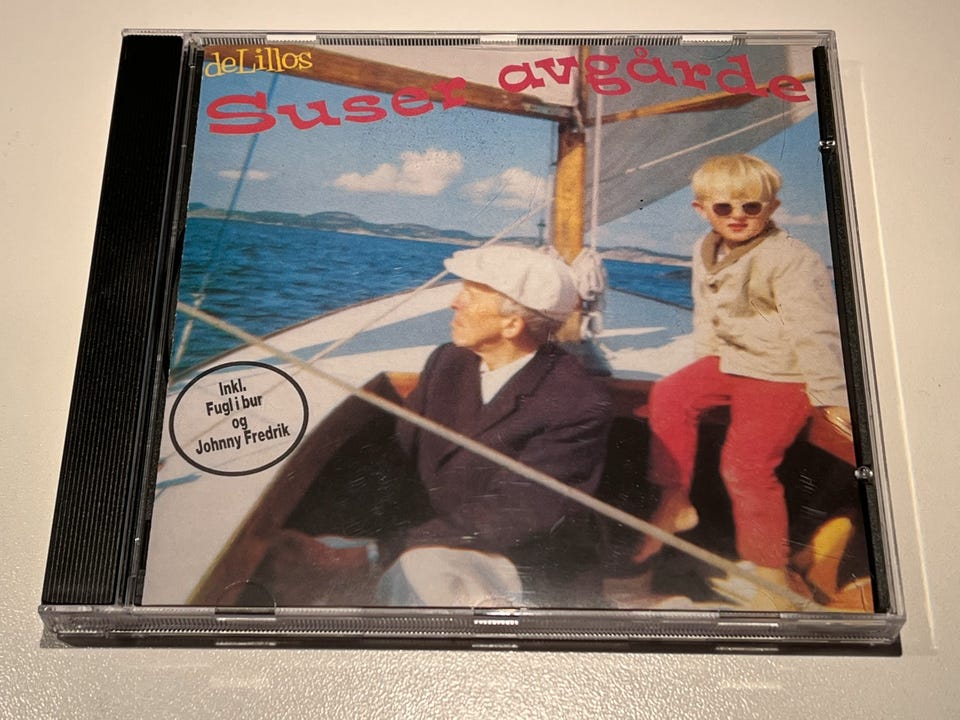 deLillos
Suser avgårde
Inkl.
Fugl i bur
og
Johnny Fredrik